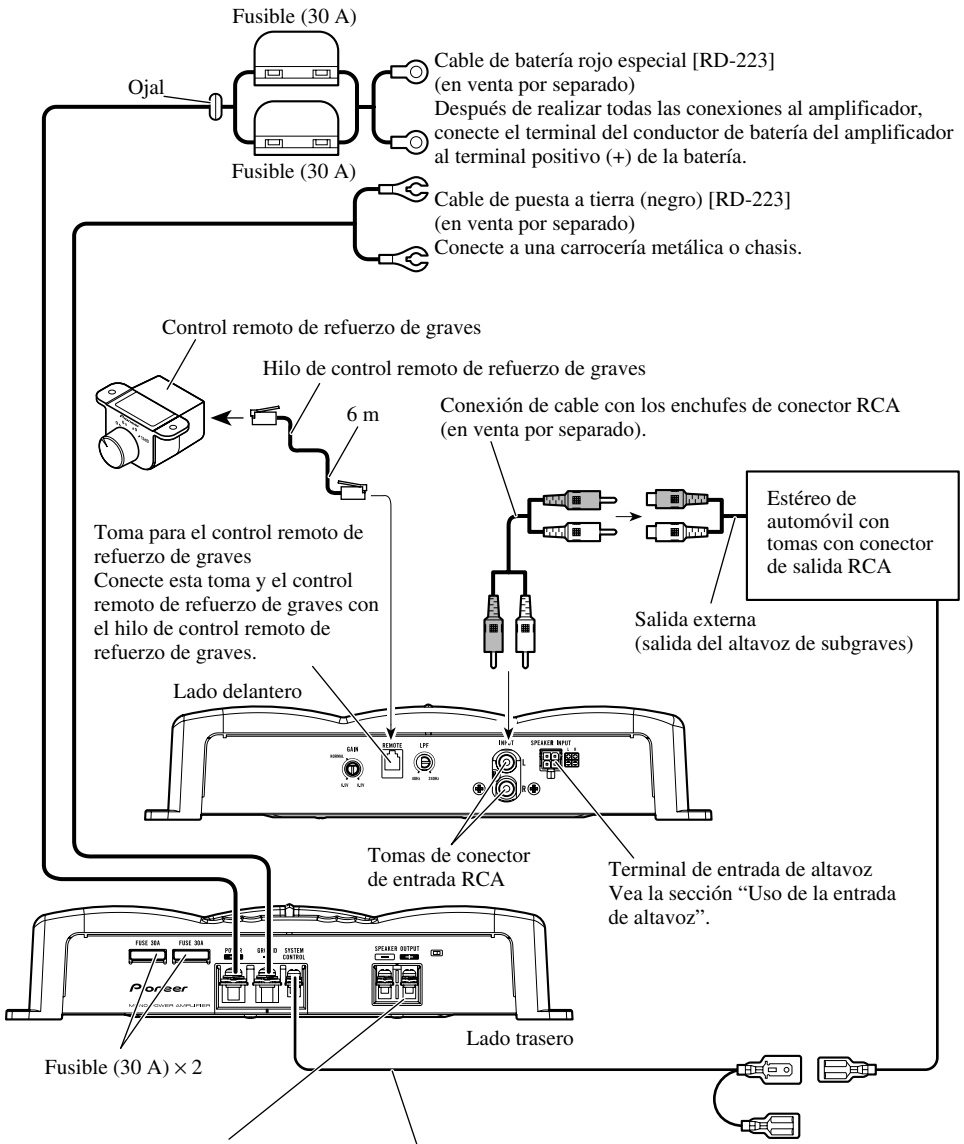 Fusible (30 A)
Ojal
Cable de batería rojo especial [RD-223]
(en venta por separado)
Después de realizar todas las conexiones al amplificador,
conecte el terminal del conductor de batería del amplificador
al terminal positivo (+) de la batería.
Fusible (30 A)
Cable de puesta a tierra (negro) [RD-223]
(en venta por separado)
Conecte a una carrocería metálica o chasis.
Control remoto de refuerzo de graves
Hilo de control remoto de refuerzo de graves
6 m
Conexión de cable con los enchufes de conector RCA
(en venta por separado).
Estéreo de
automóvil con
tomas con conector
de salida RCA
Toma para el control remoto de
refuerzo de graves
Conecte esta toma y el control
remoto de refuerzo de graves con
el hilo de control remoto de
refuerzo de graves.
Salida externa
(salida del altavoz de subgraves)
Lado delantero
GAIN
NORMAL
REMOTE
LPF
INPUT
L
R
SPEAKER INPUT
Tomas de conector
de entrada RCA
Terminal de entrada de altavoz
Vea la sección “Uso de la entrada
de altavoz”.
FUSE 30A
FUSE 30A
POWER
GROUND
SYSTEM
CONTROL
SPEAKER OUTPUT
Pioneer
MONO POWER AMPLIFIER
Lado trasero
Fusible (30 A) × 2